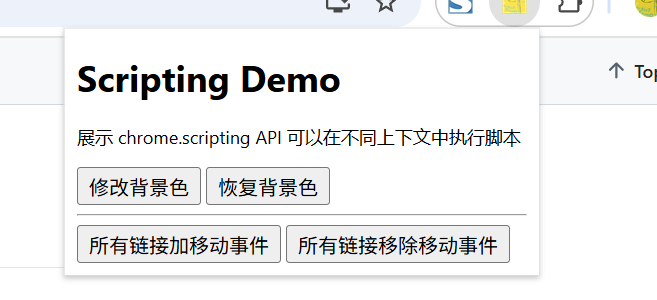 Top
Scripting Demo
展示 chrome.scripting API 可以在不同上下文中执行脚本
修改背景色 恢复背景色
所有链接加移动事件 所有链接移除移动事件